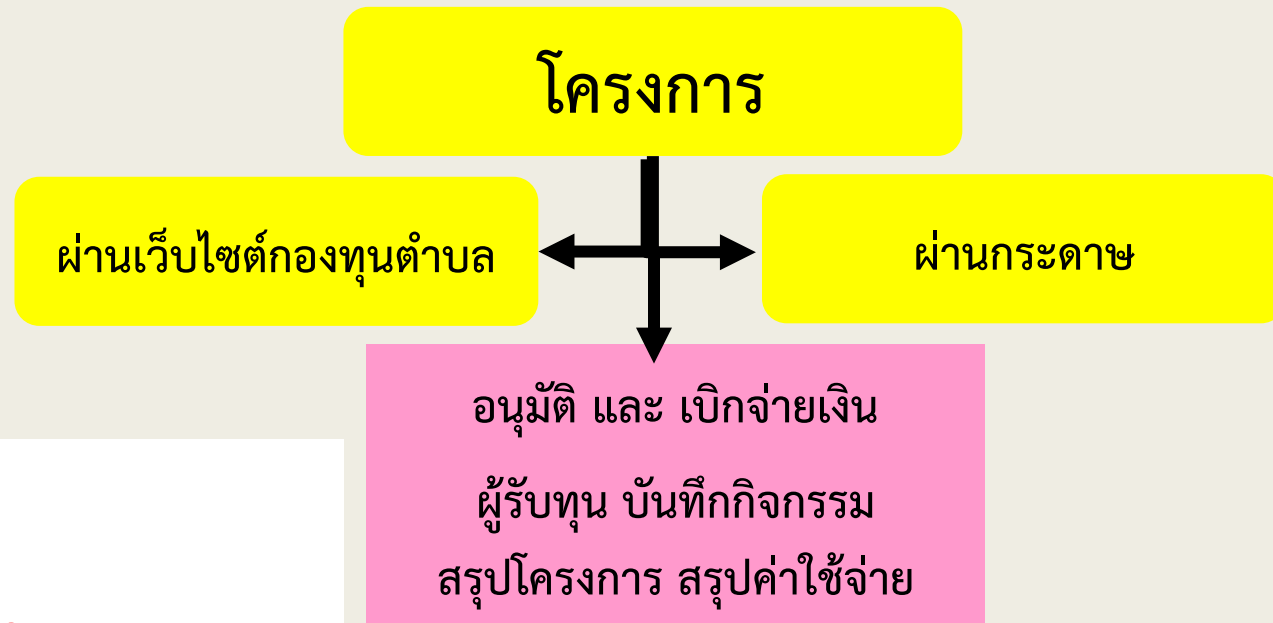 โครงการ
ผ่านเว็บไซต์กองทุนตำบล
ผ่านกระดาษ
อนุมัติ และ เบิกจ่ายเงิน
ผู้รับทุน บันทึกกิจกรรม
สรุปโครงการ สรุปค่าใช้จ่าย